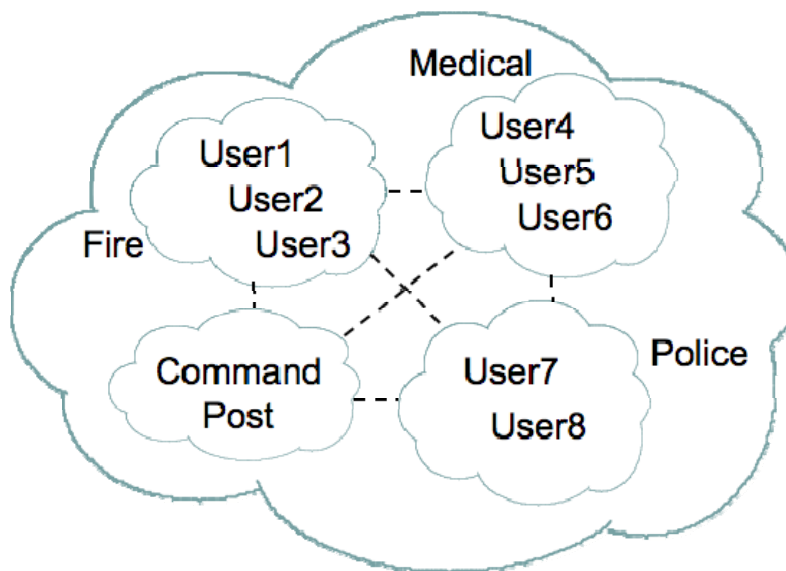 Medical
User1
User2
User3
User4
User5
User6
Fire
Command
Post
User7
User8
Police